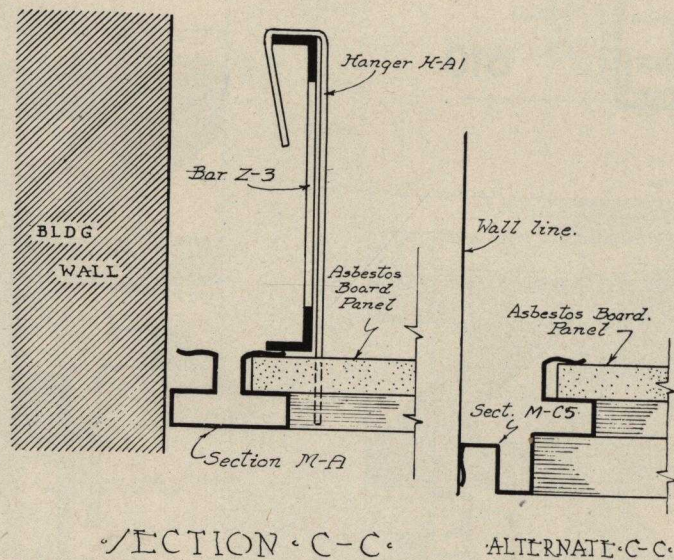 Hanger H-A1
Bar Z-3
BLDG
WALL
Asbestos
Board
Panel
Section M-A
SECTION · C-C·
Wall line.
Asbestos Board.
Panel
Sect. M-C5
·ALTERNATE·C-C·